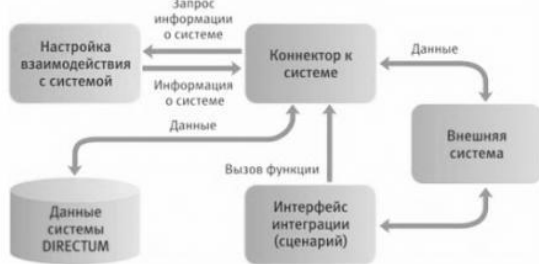 Запрос
информации
о системе
Настройка
взаимодействия
с системой
Коннектор к
системе
Данные
Информация
о системе
Данные
Внешняя
система
Вызов функции
Данные
системы
DIRECTUM
Интерфейс
интеграции
(сценарий)